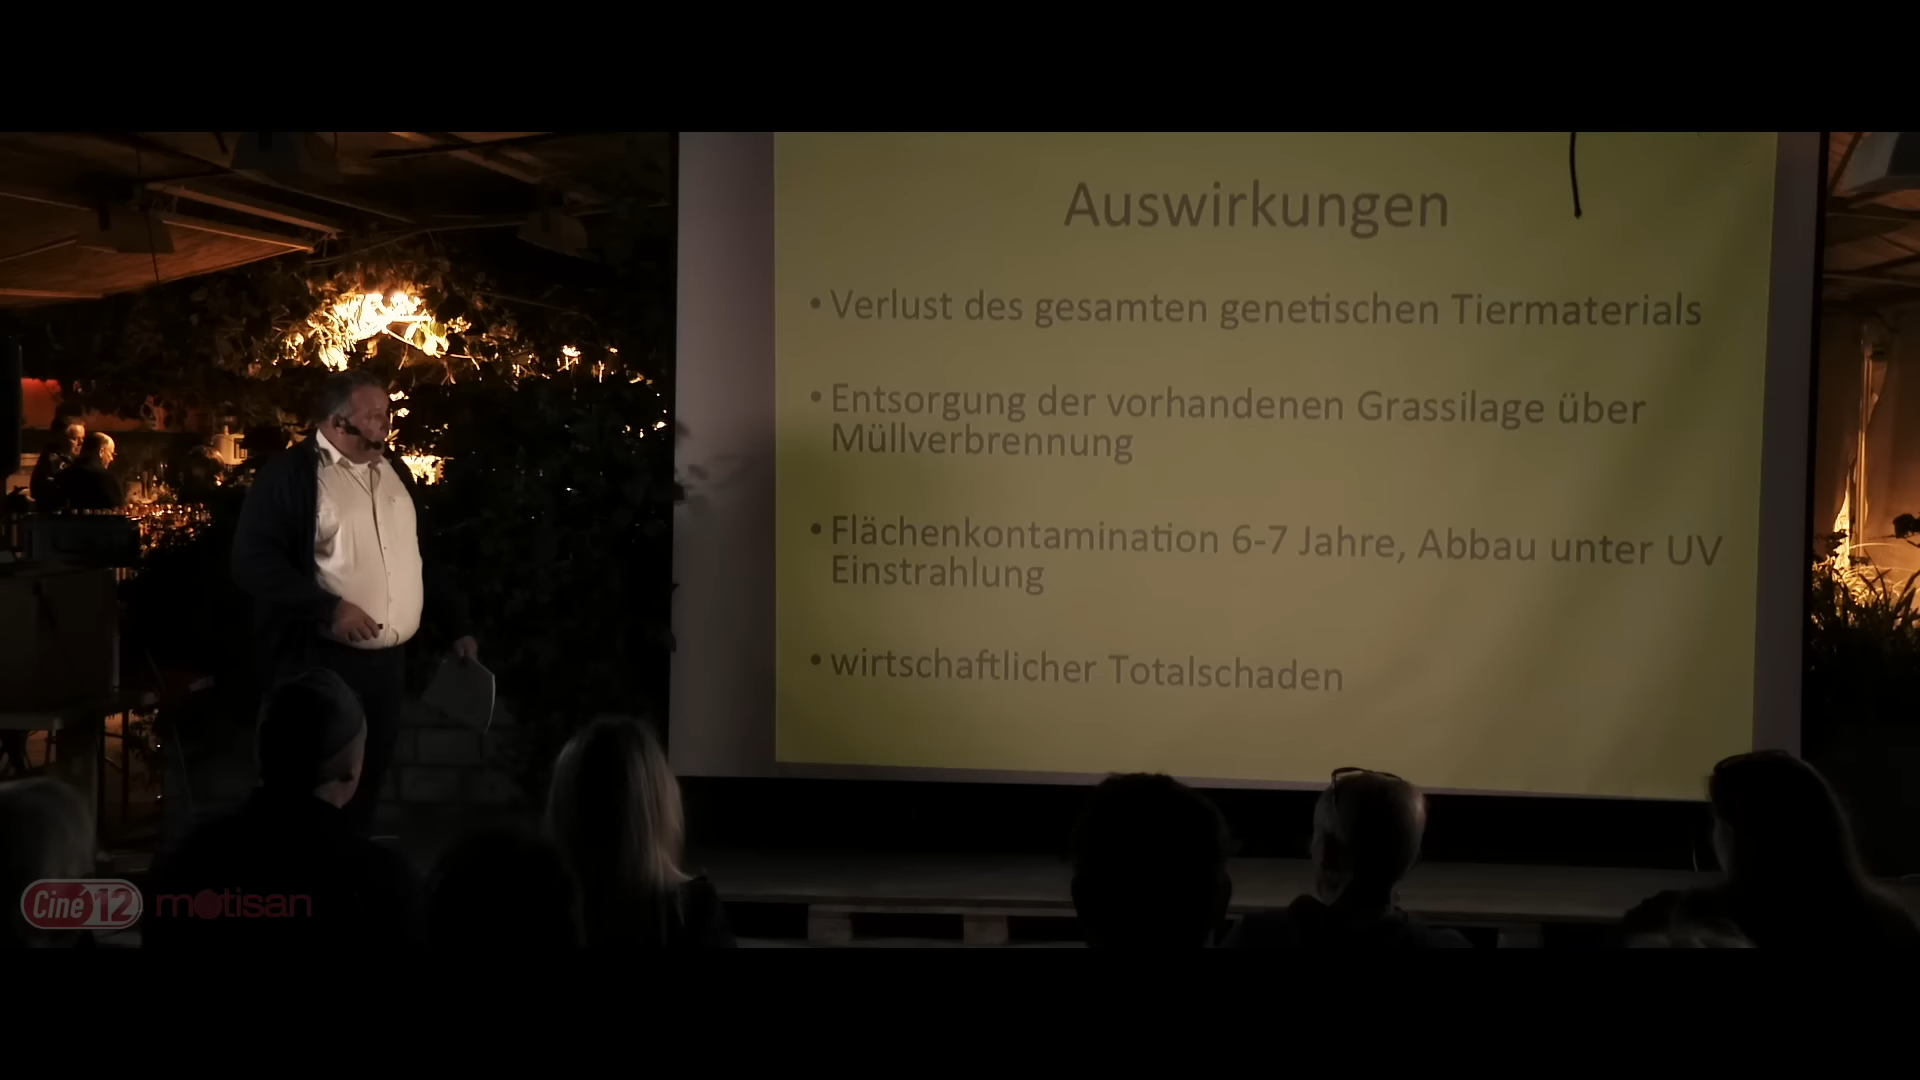 Auswirkungen
• Verlust des gesamten genetischen Tiermaterials
• Entsorgung der vorhandenen Grassilage über
Müllverbrennung
• Flächenkontamination 6-7 Jahre, Abbau unter UV
Einstrahlung
• wirtschaftlicher Totalschaden
Ciné 12 motisan